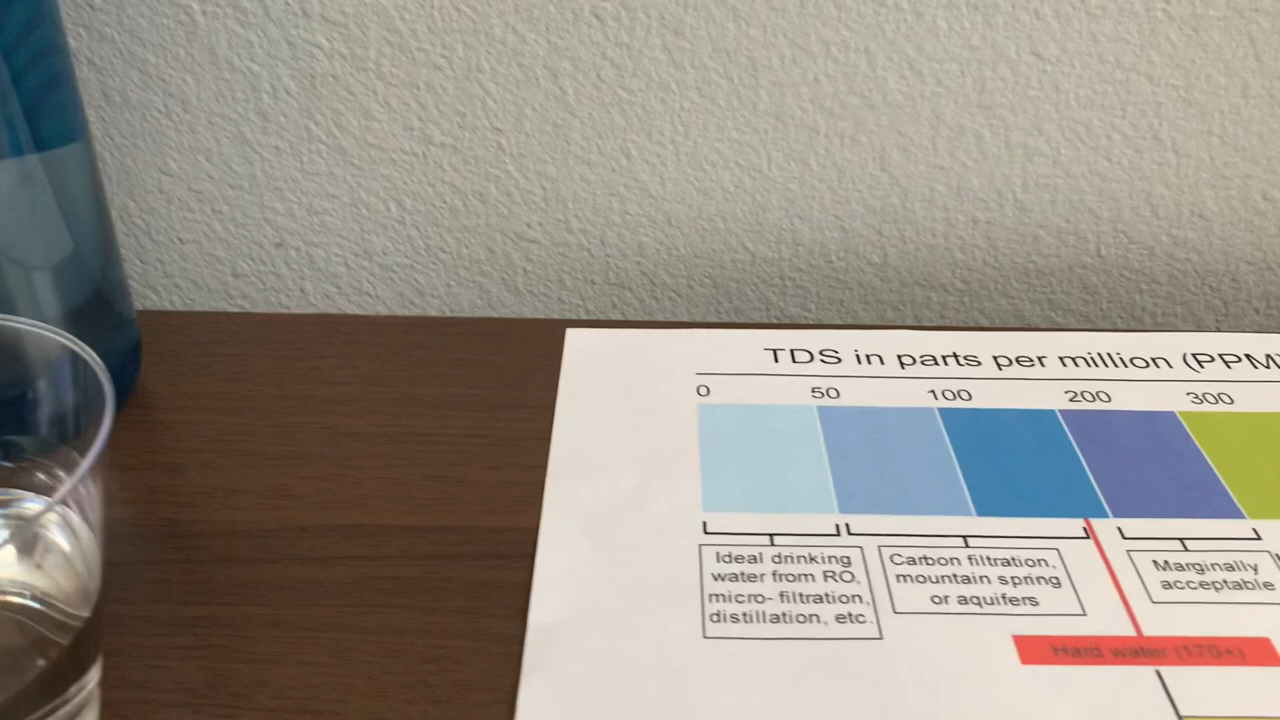 TDS in parts per million (PPM)
0 50 100 200 300
Ideal drinking
water from RO,
micro- filtration,
distillation, etc.
Carbon filtration,
mountain spring
or aquifers
Marginally
acceptable
Hard water (170+)